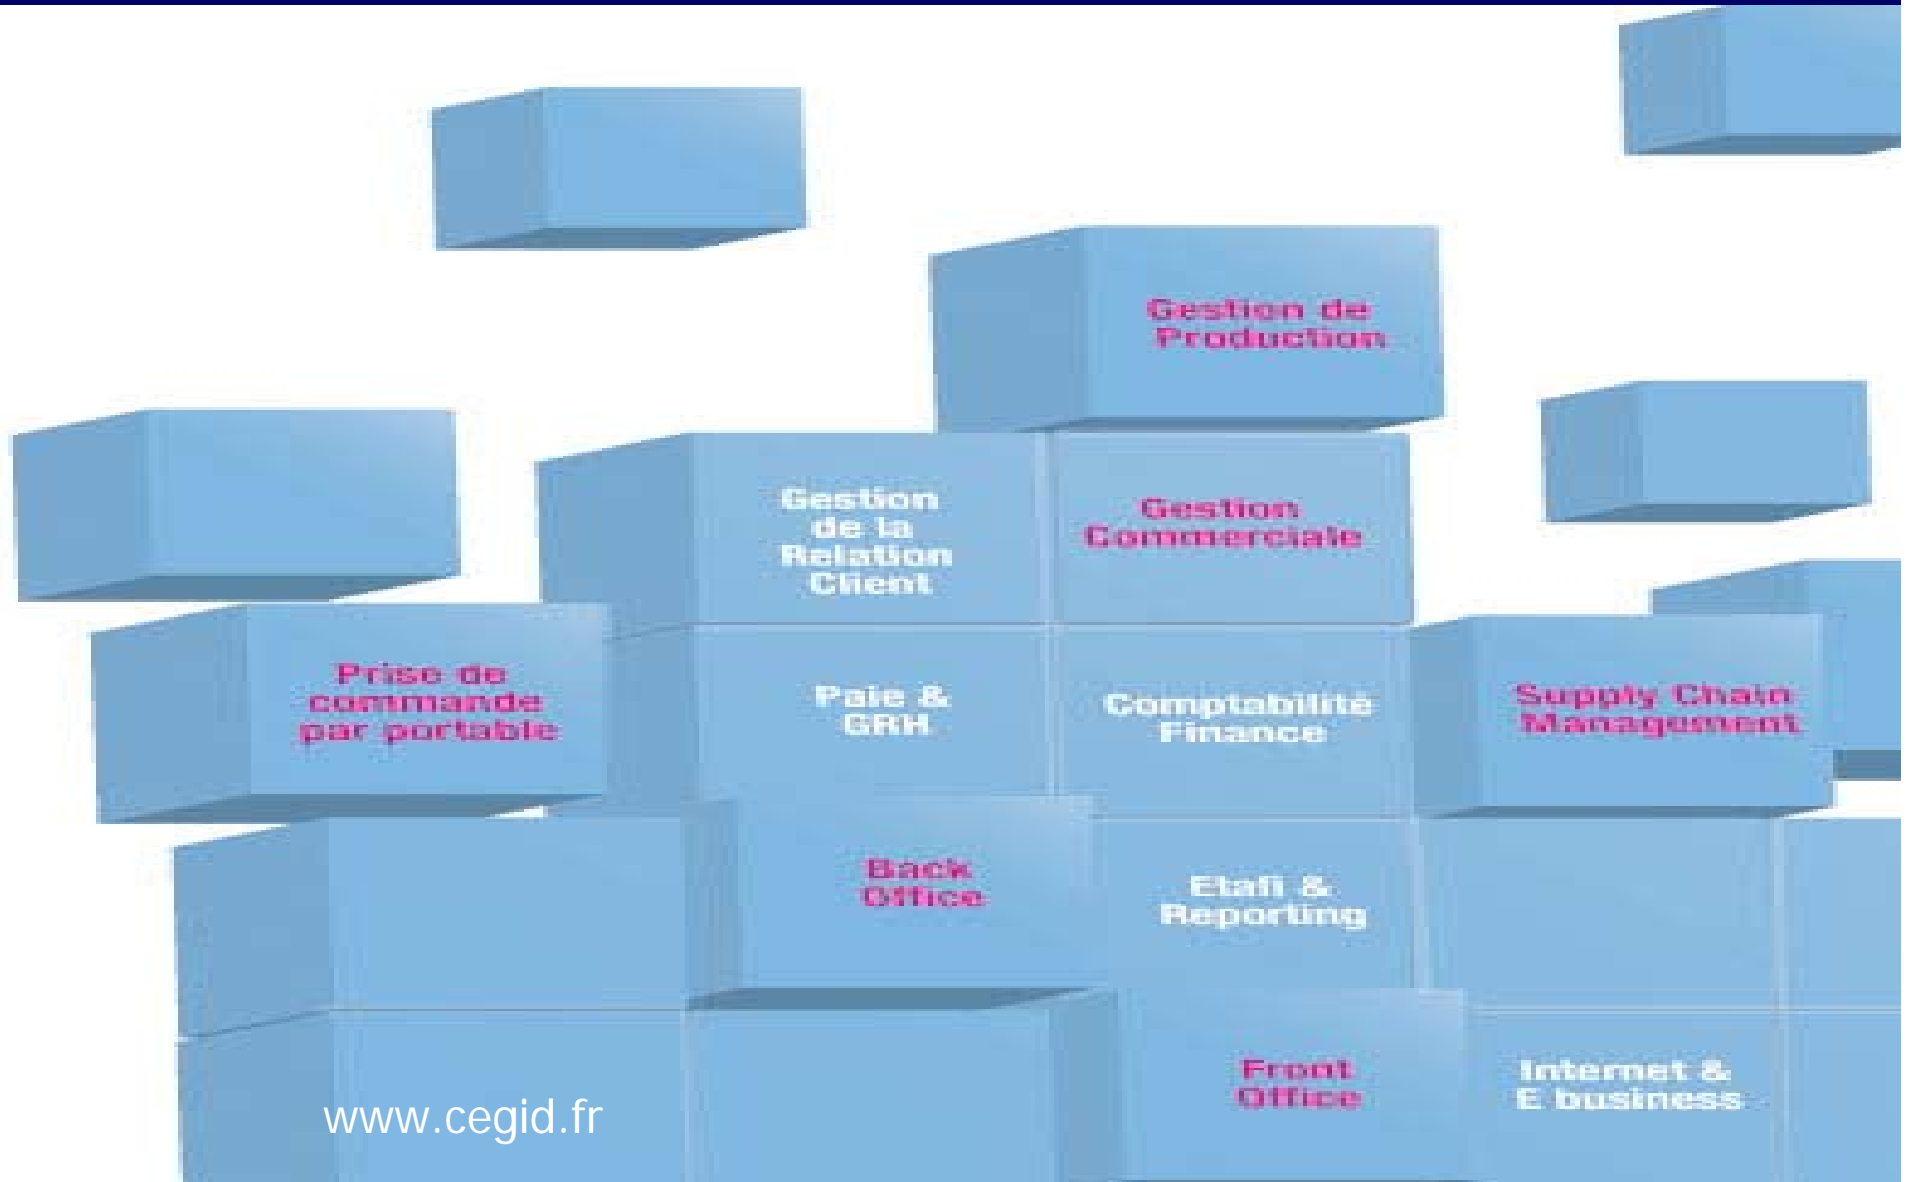 Gestion de
Production
Gestion
de la
Relation
Client
Gestion
Commerciale
Prise de
commande
par portable
Paie &
GRH
Comptabilité
Finance
Supply Chain
Management
Back
Office
Etafi &
Reporting
Front
Office
Internet &
E business
www.cegid.fr